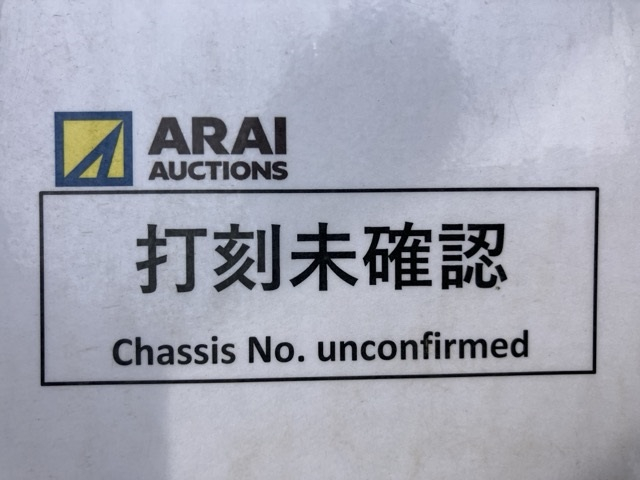 ARAI
AUCTIONS
打刻未確認
Chassis No. unconfirmed